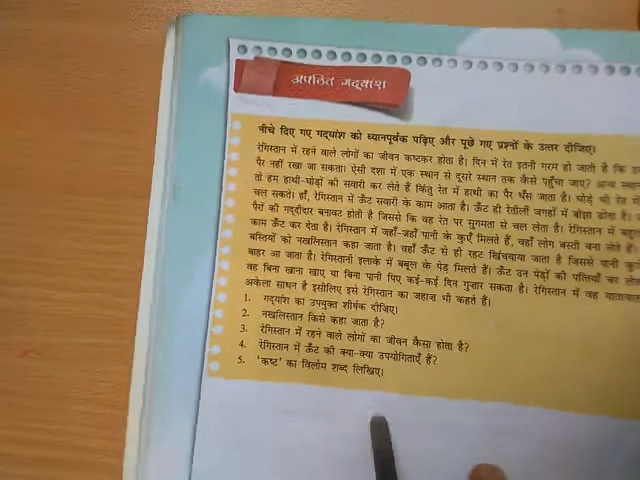 अपठित गद्यांश
नीचे दिए गए गद्यांश को ध्यानपूर्वक पढ़िए और पूछे गए प्रश्नों के उत्तर दीजिए।
रेगिस्तान में रहने वाले लोगों का जीवन कष्टकर होता है। दिन में रेत इतनी गरम हो जाती है कि
पैर नहीं रखा जा सकता। ऐसी दशा में एक स्थान से दूसरे स्थान तक कैसे पहुँचा जाए? अन्य
तो हम हाथी-घोड़ों की सवारी कर लेते हैं किंतु रेत में हाथी का पैर धँस जाता है। घोड़े भी रेत में
चल सकते। हाँ, रेगिस्तान में ऊँट सवारी के काम आता है। ऊँट ही रेतीली जगहों में बोझा ढोता है।
पैरों की गद्दीदार बनावट होती है जिससे कि वह रेत पर सुगमता से चल लेता है। रेगिस्तान में
काम ऊँट कर देता है। रेगिस्तान में जहाँ-जहाँ पानी के कुएँ मिलते हैं, वहाँ लोग बस्ती बना लेते हैं।
बस्तियों को नखलिस्तान कहा जाता है। वहाँ ऊँट से ही रहट खिंचवाया जाता है जिससे पानी
बाहर आ जाता है। रेगिस्तानी इलाके में बबूल के पेड़ मिलते हैं। ऊँट उन पेड़ों की पत्तियाँ चर
वह बिना खाना खाए या बिना पानी पिए कई-कई दिन गुज़ार सकता है। रेगिस्तान में वह
अकेला साधन है इसीलिए इसे रेगिस्तान का जहाज़ भी कहते हैं।
1. गद्यांश का उपयुक्त शीर्षक दीजिए।
2. नखलिस्तान किसे कहा जाता है?
3. रेगिस्तान में रहने वाले लोगों का जीवन कैसा होता है?
4. रेगिस्तान में ऊँट की क्या-क्या उपयोगिताएँ हैं?
5. 'कष्ट' का विलोम शब्द लिखिए।